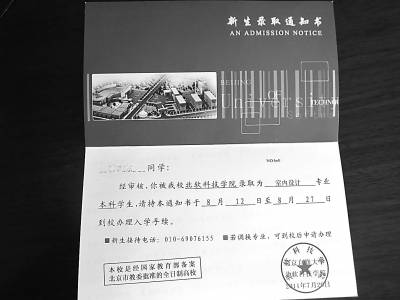 新生录取通知书
AN ADMISSION NOTICE
BEIJING
OF
Universi
TECHNO
同学:
经审核，你被我校北软科技学院录取为 室内设计 专业
本科学生，请持本通知书于 8 月 12 日至 8 月 27 日
到校办理入学手续。
■新生接待电话: 010-69076155 ■若调换专业，可到校后申请办理
本校是经国家教育部备案
北京市教委批准的全日制高校
2011年7月20日